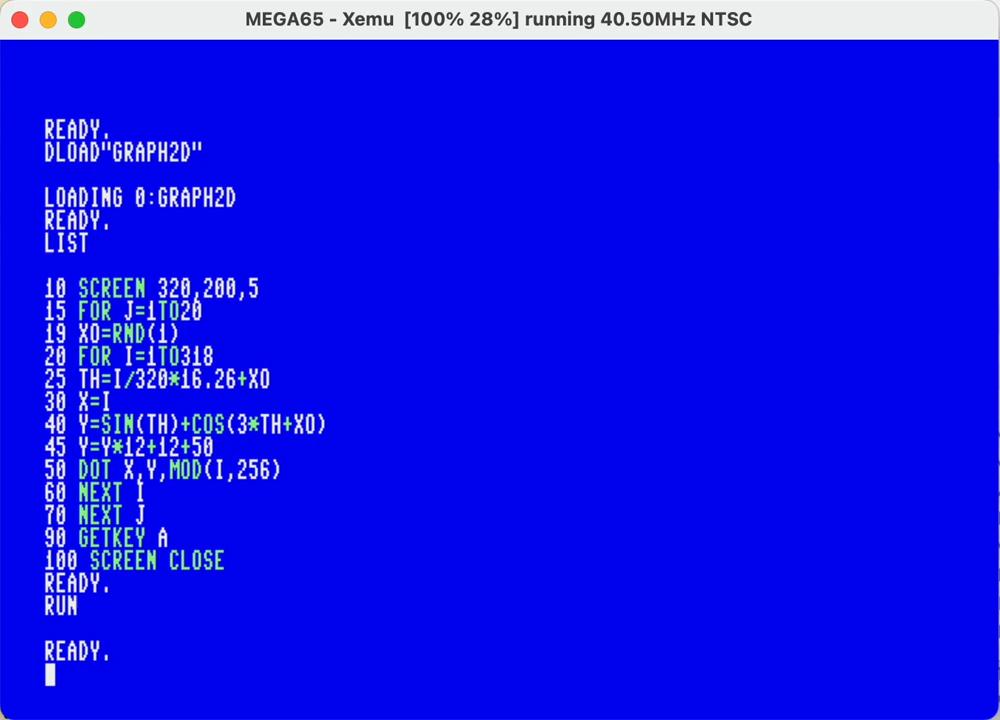 MEGA65 - Xemu [100% 28%] running 40.50MHz NTSC
READY.
DLOAD"GRAPH2D"
LOADING 0:GRAPH2D
READY.
LIST
10 SCREEN 320,200,5
15 FOR J=1TO20
19 XO=RND(1)
20 FOR I=1TO318
25 TH=I/320*16.26+XO
30 X=I
40 Y=SIN(TH)+COS(3*TH+XO)
45 Y=Y*12+12+50
50 DOT X,Y,MOD(I,256)
60 NEXT I
70 NEXT J
90 GETKEY A
100 SCREEN CLOSE
READY.
RUN
READY.